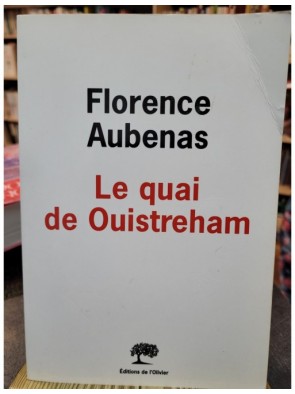 Florence
Aubenas
Le quai
de Ouistreham
Éditions de l'Olivier